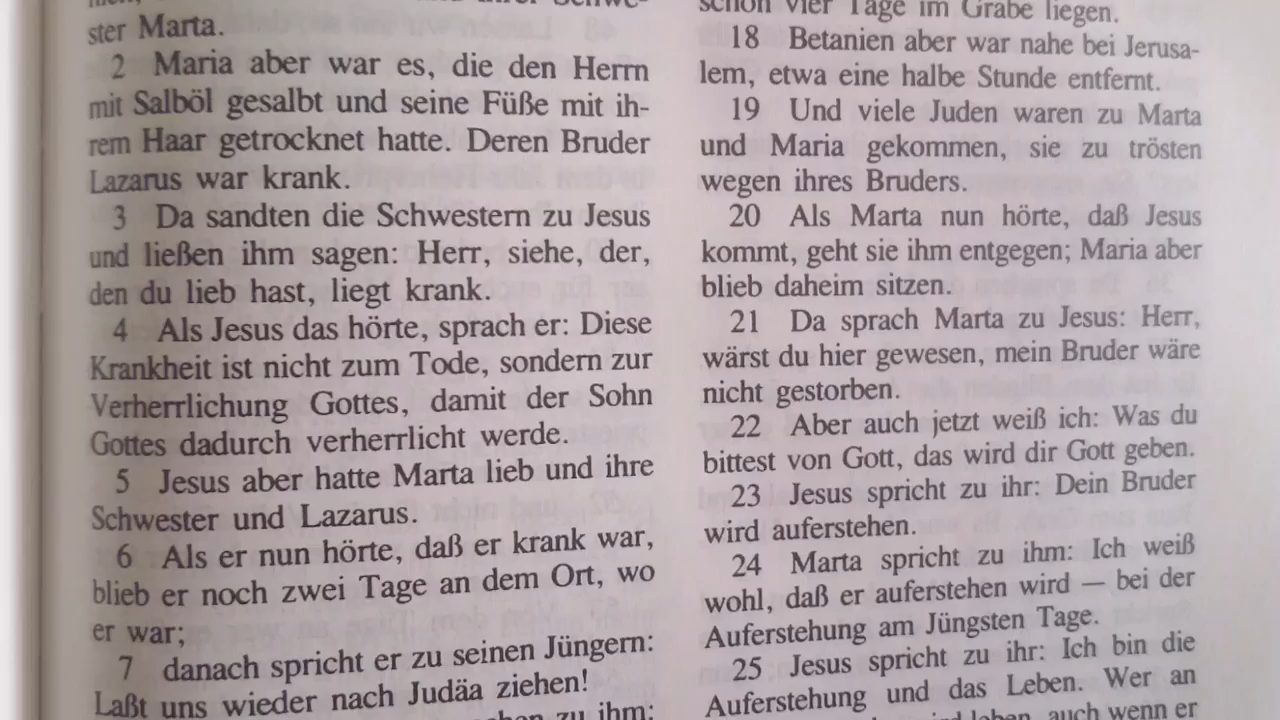 ster Marta.
2 Maria aber war es, die den Herrn
mit Salböl gesalbt und seine Füße mit ih-
rem Haar getrocknet hatte. Deren Bruder
Lazarus war krank.
3 Da sandten die Schwestern zu Jesus
und ließen ihm sagen: Herr, siehe, der,
den du lieb hast, liegt krank.
4 Als Jesus das hörte, sprach er: Diese
Krankheit ist nicht zum Tode, sondern zur
Verherrlichung Gottes, damit der Sohn
Gottes dadurch verherrlicht werde.
5 Jesus aber hatte Marta lieb und ihre
Schwester und Lazarus.
6 Als er nun hörte, daß er krank war,
blieb er noch zwei Tage an dem Ort, wo
er war;
7 danach spricht er zu seinen Jüngern:
Laßt uns wieder nach Judäa ziehen!
zu ihm:
schon vier Tage im Grabe liegen.
18 Betanien aber war nahe bei Jerusa-
lem, etwa eine halbe Stunde entfernt.
19 Und viele Juden waren zu Marta
und Maria gekommen, sie zu trösten
wegen ihres Bruders.
20 Als Marta nun hörte, daß Jesus
kommt, geht sie ihm entgegen; Maria aber
blieb daheim sitzen.
21 Da sprach Marta zu Jesus: Herr,
wärst du hier gewesen, mein Bruder wäre
nicht gestorben.
22 Aber auch jetzt weiß ich: Was du
bittest von Gott, das wird dir Gott geben.
23 Jesus spricht zu ihr: Dein Bruder
wird auferstehen.
24 Marta spricht zu ihm: Ich weiß
wohl, daß er auferstehen wird — bei der
Auferstehung am Jüngsten Tage.
25 Jesus spricht zu ihr: Ich bin die
Auferstehung und das Leben. Wer an
leben, auch wenn er